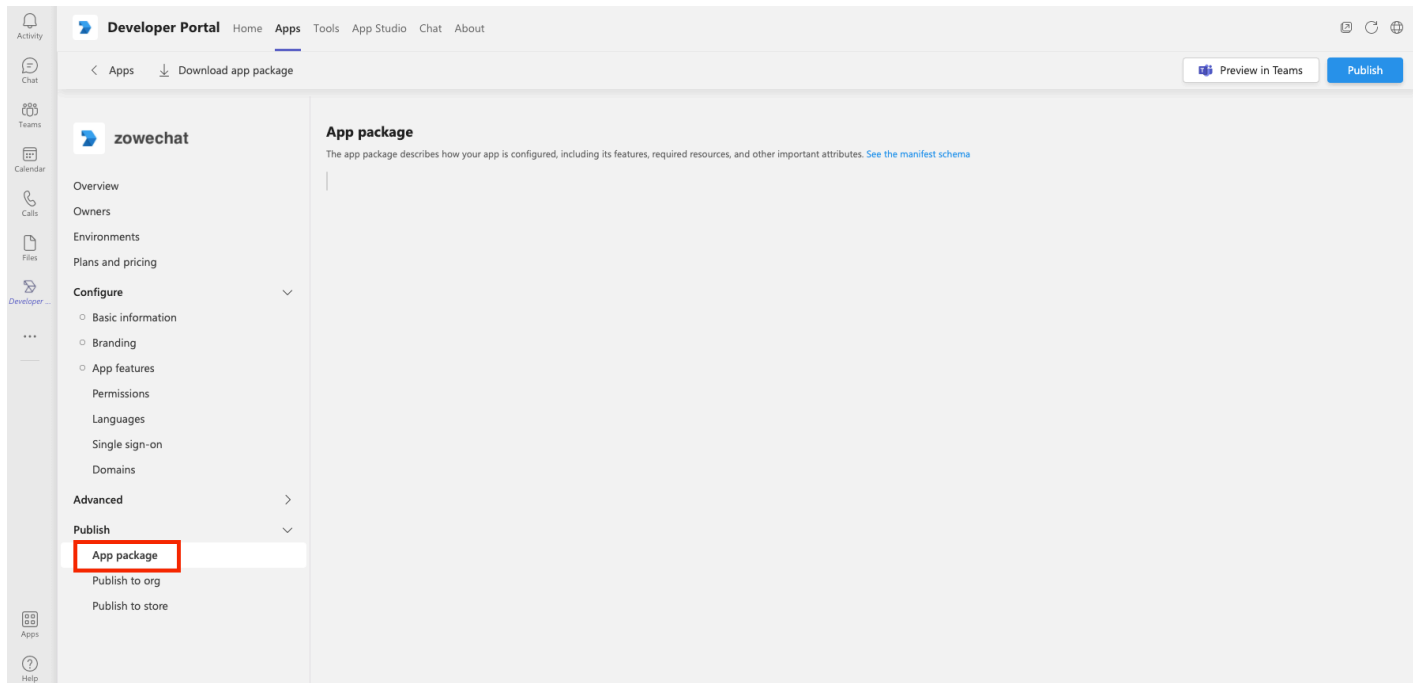 Activity
Chat
Teams
Calendar
Calls
Files
Developer ...
...
Apps
Help
Developer Portal Home Apps Tools App Studio Chat About
Apps Download app package Preview in Teams Publish
zowechat
Overview
Owners
Environments
Plans and pricing
Configure
Basic information
Branding
App features
Permissions
Languages
Single sign-on
Domains
Advanced
Publish
App package
Publish to org
Publish to store
App package
The app package describes how your app is configured, including its features, required resources, and other important attributes. See the manifest schema